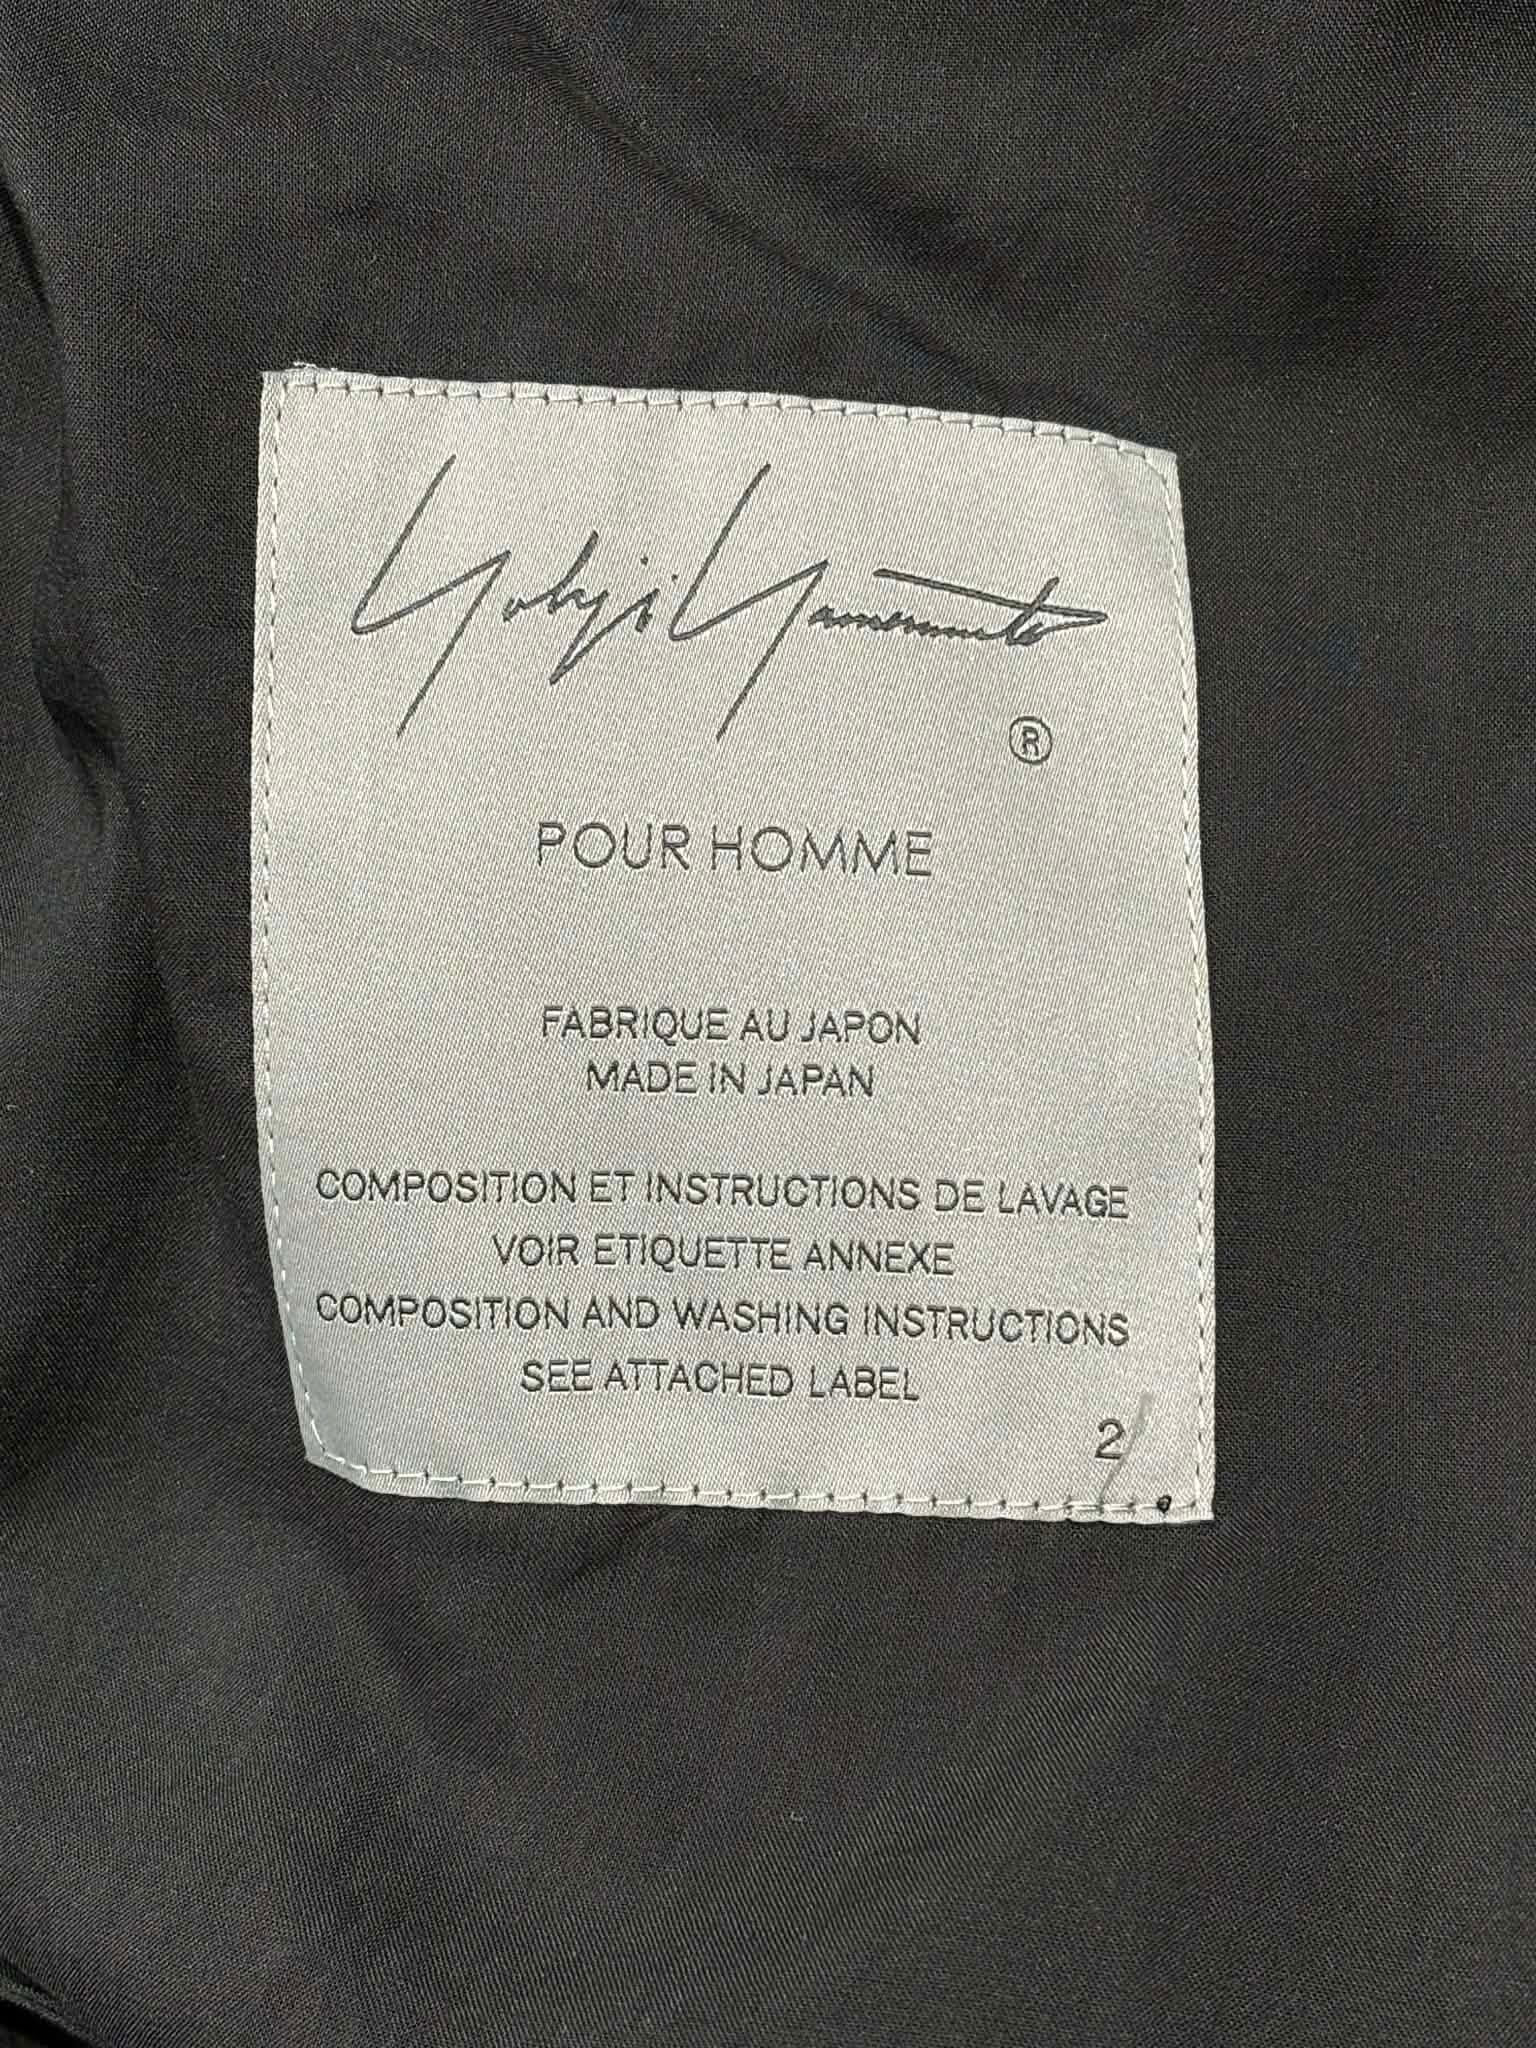 Yohji Yamamoto
®
POUR HOMME
FABRIQUE AU JAPON
MADE IN JAPAN
COMPOSITION ET INSTRUCTIONS DE LAVAGE
VOIR ETIQUETTE ANNEXE
COMPOSITION AND WASHING INSTRUCTIONS
SEE ATTACHED LABEL
2